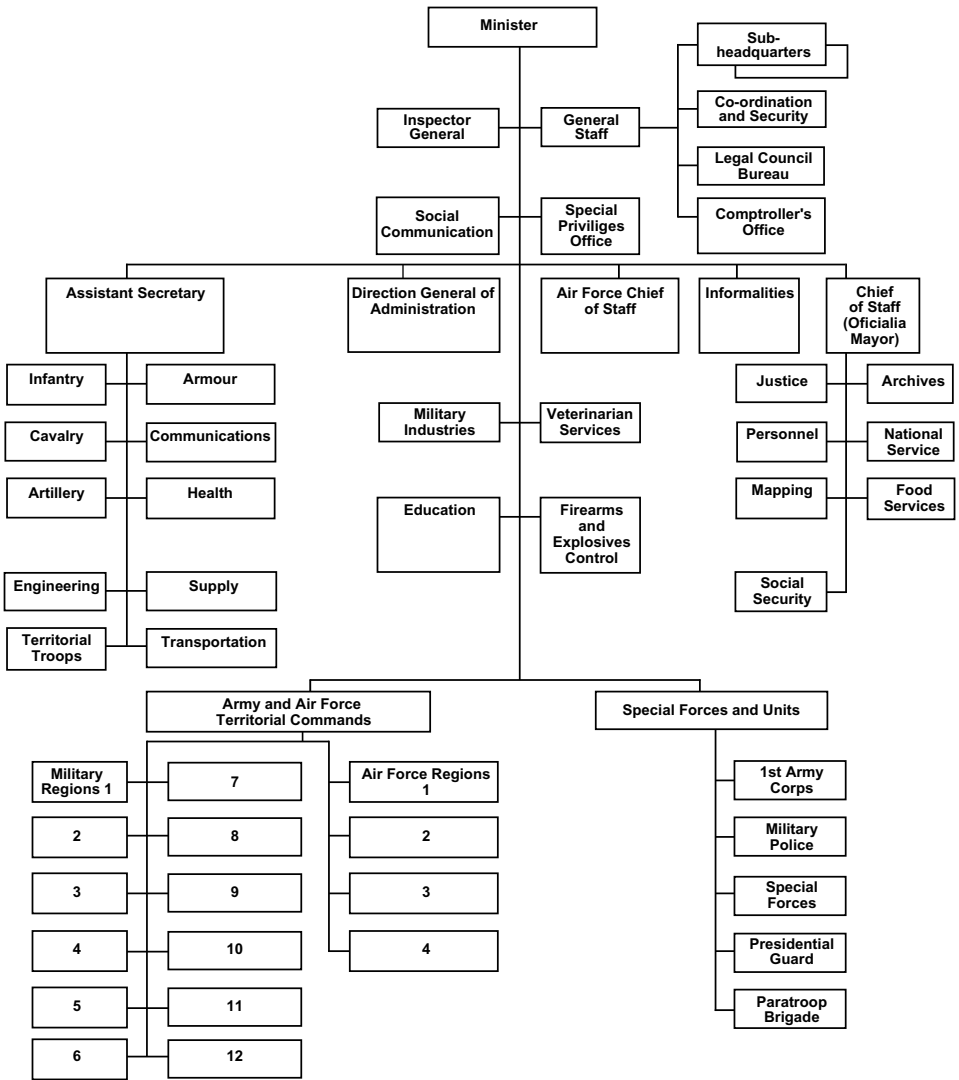 Minister
Sub-
headquarters
Co-ordination
and Security
Inspector
General
General
Staff
Legal Council
Bureau
Social
Communication
Special
Priviliges
Office
Comptroller's
Office
Assistant Secretary
Direction General of
Administration
Air Force Chief
of Staff
Informalities
Chief
of Staff
(Oficialia
Mayor)
Infantry
Armour
Cavalry
Communications
Artillery
Health
Engineering
Supply
Territorial
Troops
Transportation
Military
Industries
Veterinarian
Services
Education
Firearms
and
Explosives
Control
Justice
Archives
Personnel
National
Service
Mapping
Food
Services
Social
Security
Army and Air Force
Territorial Commands
Special Forces and Units
Military
Regions 1
7
2
8
3
9
4
10
5
11
6
12
Air Force Regions
1
2
3
4
1st Army
Corps
Military
Police
Special
Forces
Presidential
Guard
Paratroop
Brigade